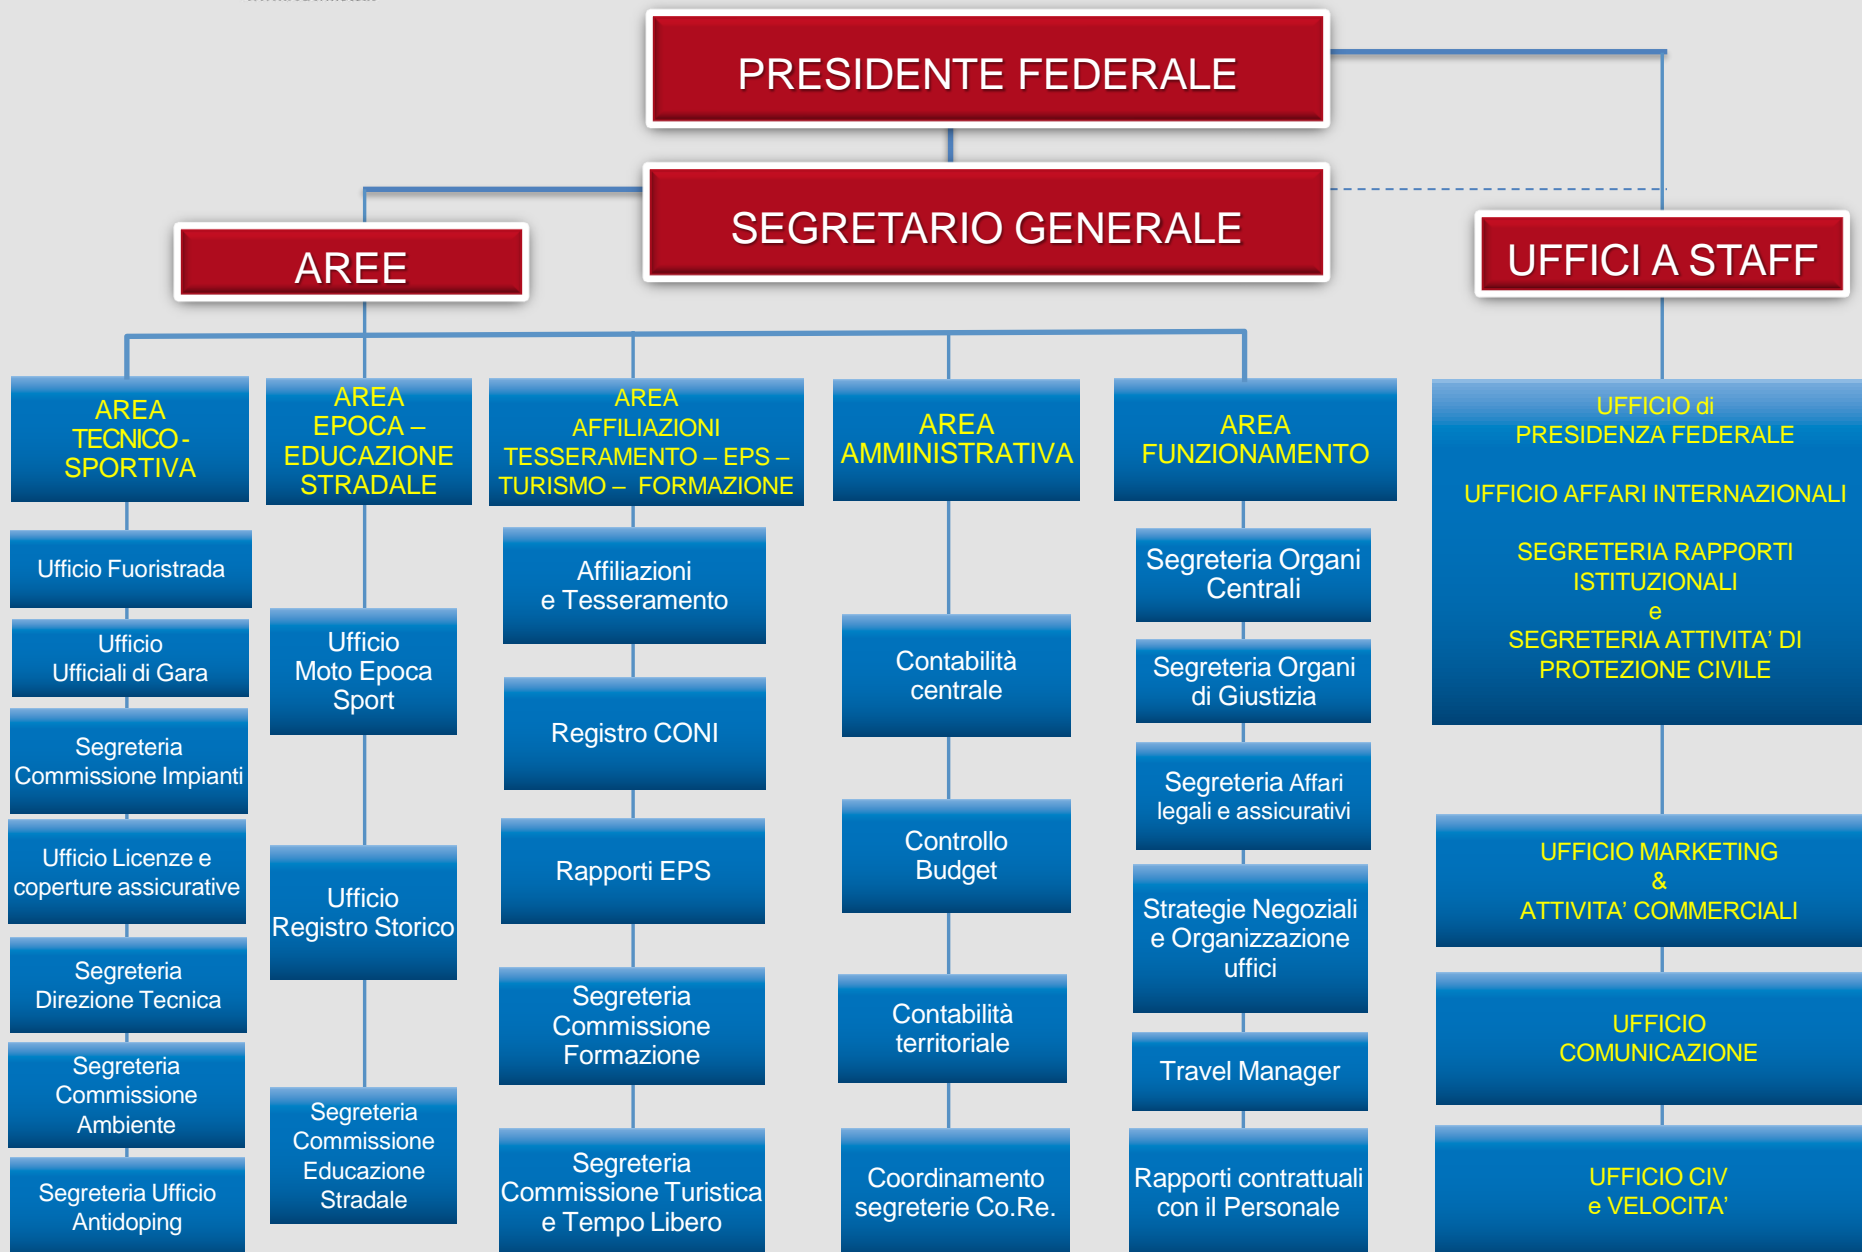 PRESIDENTE FEDERALE
SEGRETARIO GENERALE
AREE
UFFICI A STAFF
AREA
TECNICO -
SPORTIVA
Ufficio Fuoristrada
Ufficio
Ufficiali di Gara
Segreteria
Commissione Impianti
Ufficio Licenze e
coperture assicurative
Segreteria
Direzione Tecnica
Segreteria
Commissione
Ambiente
Segreteria Ufficio
Antidoping
AREA
EPOCA –
EDUCAZIONE
STRADALE
Ufficio
Moto Epoca
Sport
Ufficio
Registro Storico
Segreteria
Commissione
Educazione
Stradale
AREA
AFFILIAZIONI
TESSERAMENTO – EPS –
TURISMO – FORMAZIONE
Affiliazioni
e Tesseramento
Registro CONI
Rapporti EPS
Segreteria
Commissione
Formazione
Segreteria
Commissione Turistica
e Tempo Libero
AREA
AMMINISTRATIVA
Contabilità
centrale
Controllo
Budget
Contabilità
territoriale
Coordinamento
segreterie Co.Re.
AREA
FUNZIONAMENTO
Segreteria Organi
Centrali
Segreteria Organi
di Giustizia
Segreteria Affari
legali e assicurativi
Strategie Negoziali
e Organizzazione
uffici
Travel Manager
Rapporti contrattuali
con il Personale
UFFICIO di
PRESIDENZA FEDERALE
UFFICIO AFFARI INTERNAZIONALI
SEGRETERIA RAPPORTI
ISTITUZIONALI
e
SEGRETERIA ATTIVITA’ DI
PROTEZIONE CIVILE
UFFICIO MARKETING
&
ATTIVITA’ COMMERCIALI
UFFICIO
COMUNICAZIONE
UFFICIO CIV
e VELOCITA’